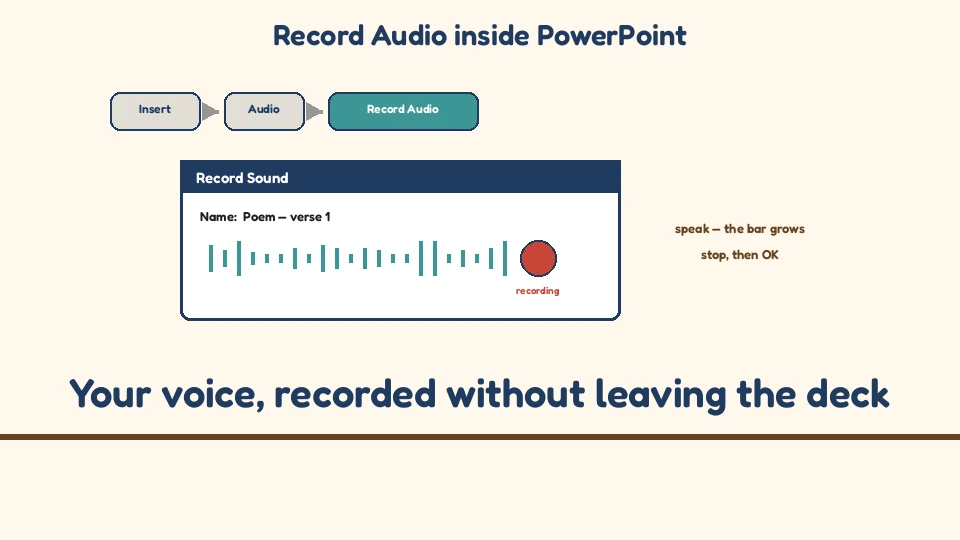 Record Audio inside PowerPoint
Insert
Audio
Record Audio
Record Sound
Name: Poem – verse 1
speak – the bar grows
stop, then OK
recording
Your voice, recorded without leaving the deck